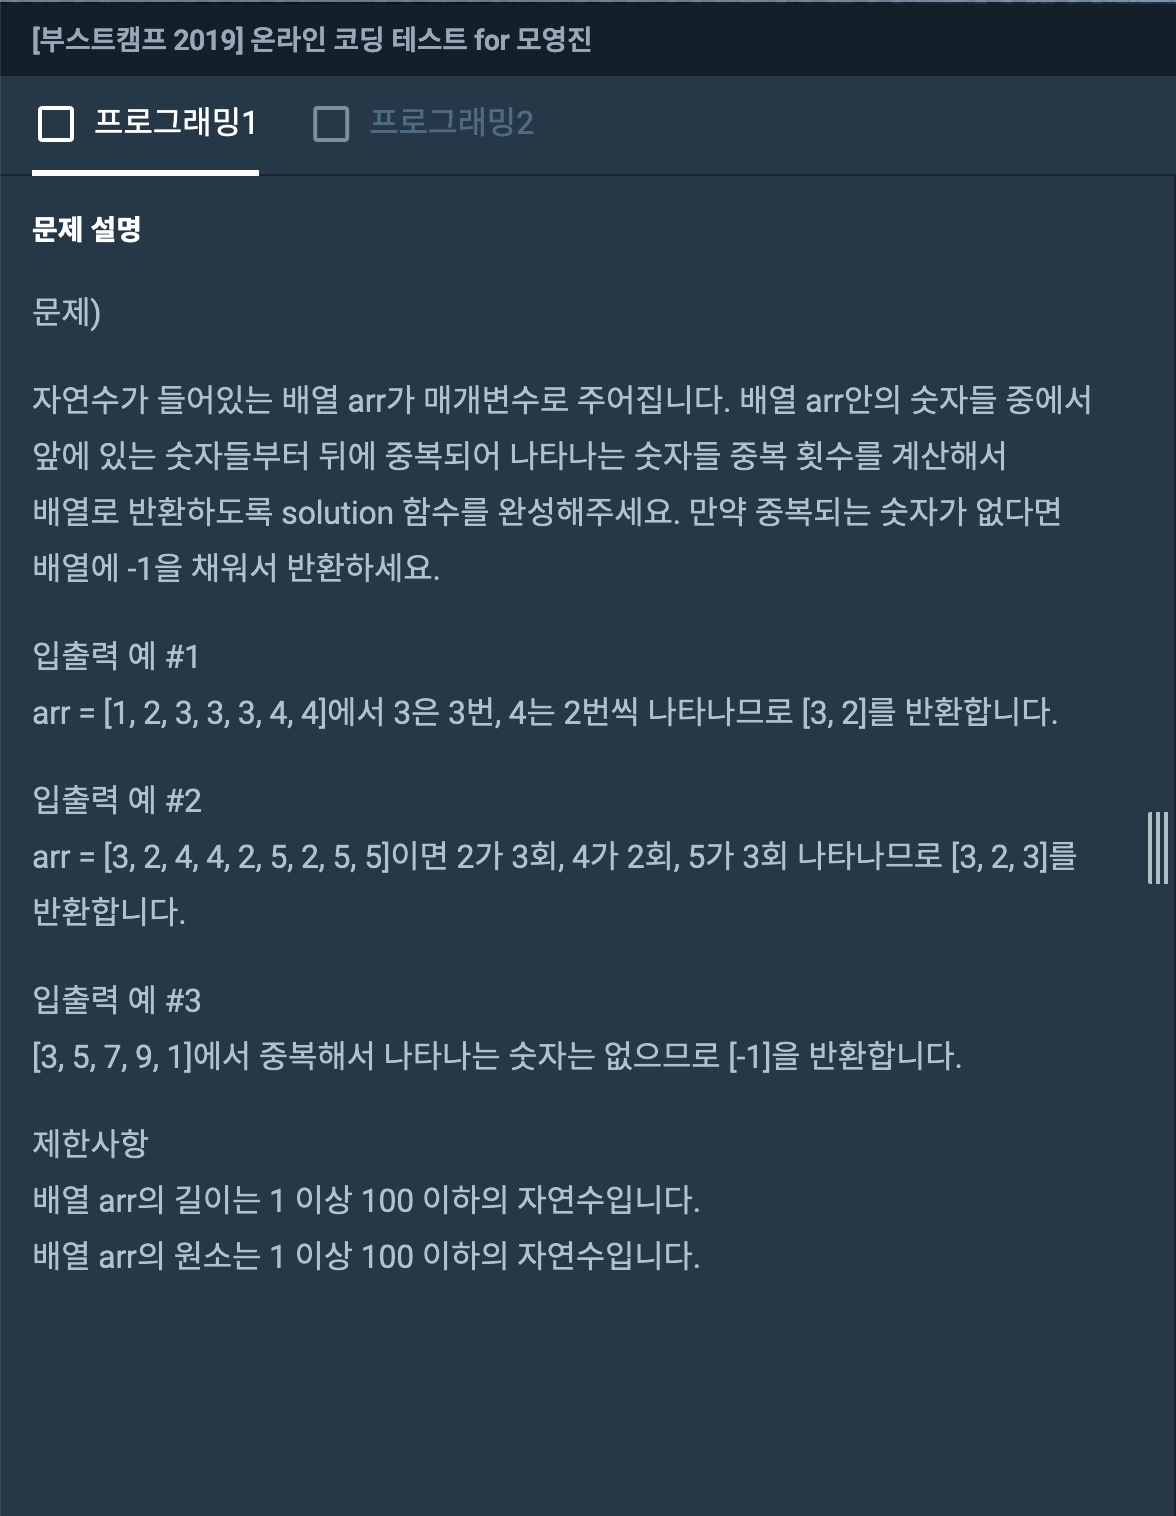 [부스트캠프 2019] 온라인 코딩 테스트 for 모영진
프로그래밍1 프로그래밍2
문제 설명
문제)
자연수가 들어있는 배열 arr가 매개변수로 주어집니다. 배열 arr안의 숫자들 중에서
앞에 있는 숫자들부터 뒤에 중복되어 나타나는 숫자들 중복 횟수를 계산해서
배열로 반환하도록 solution 함수를 완성해주세요. 만약 중복되는 숫자가 없다면
배열에 -1을 채워서 반환하세요.
입출력 예 #1
arr = [1, 2, 3, 3, 3, 4, 4]에서 3은 3번, 4는 2번씩 나타나므로 [3, 2]를 반환합니다.
입출력 예 #2
arr = [3, 2, 4, 4, 2, 5, 2, 5, 5]이면 2가 3회, 4가 2회, 5가 3회 나타나므로 [3, 2, 3]를
반환합니다.
입출력 예 #3
[3, 5, 7, 9, 1]에서 중복해서 나타나는 숫자는 없으므로 [-1]을 반환합니다.
제한사항
배열 arr의 길이는 1 이상 100 이하의 자연수입니다.
배열 arr의 원소는 1 이상 100 이하의 자연수입니다.